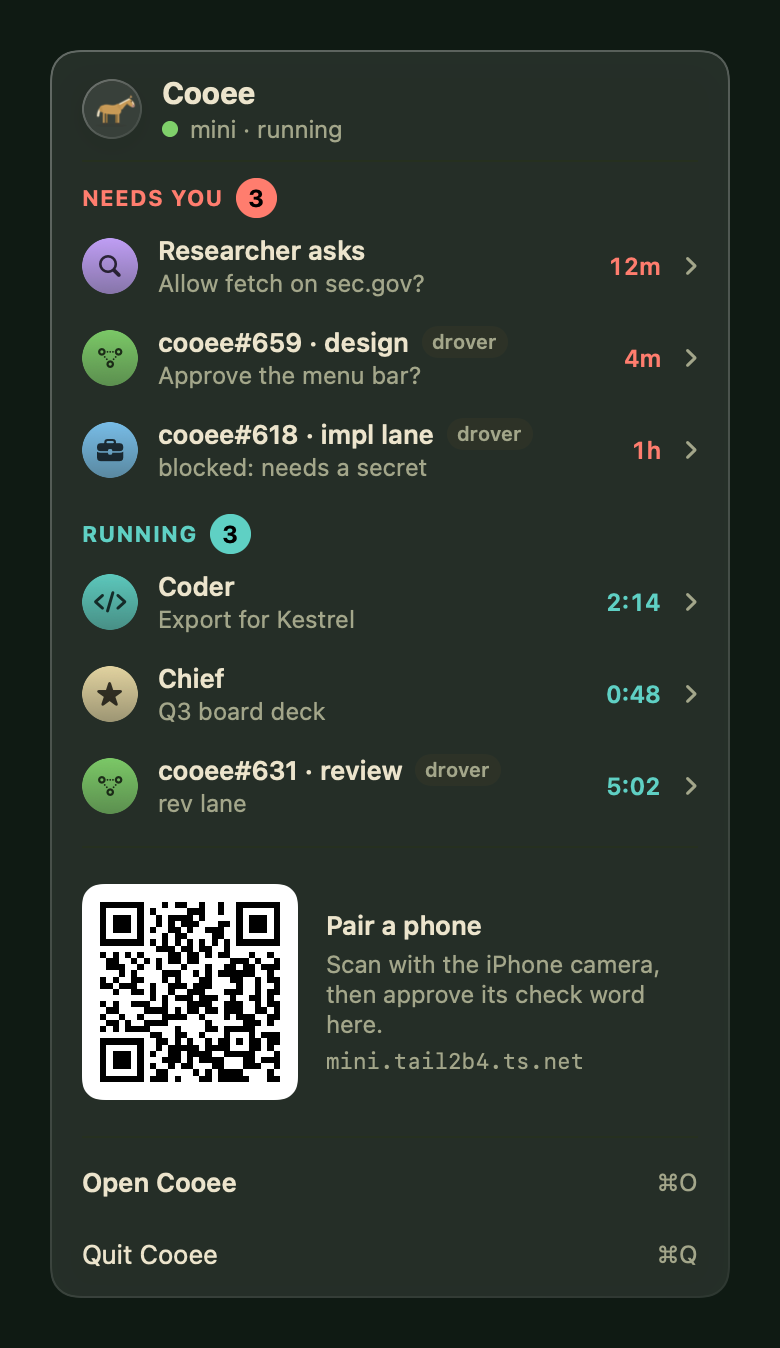 Cooee
mini · running
NEEDS YOU 3
Researcher asks
Allow fetch on sec.gov?
12m
cooee#659 · design drover
Approve the menu bar?
4m
cooee#618 · impl lane drover
blocked: needs a secret
1h
RUNNING 3
Coder
Export for Kestrel
2:14
Chief
Q3 board deck
0:48
cooee#631 · review drover
rev lane
5:02
Pair a phone
Scan with the iPhone camera,
then approve its check word
here.
mini.tail2b4.ts.net
Open Cooee ⌘O
Quit Cooee ⌘Q